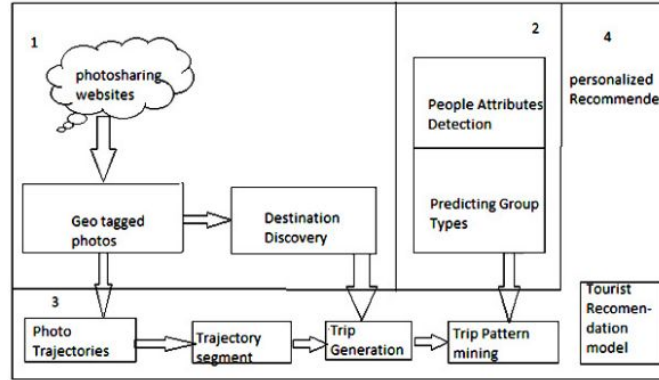 1
photosharing
websites
Geo tagged
photos
Destination
Discovery
2
People Attributes
Detection
Predicting Group
Types
3
Photo
Trajectories
Trajectory
segment
Trip
Generation
Trip Pattern
mining
4
personalized
Recommende
Tourist
Recomen-
dation
model